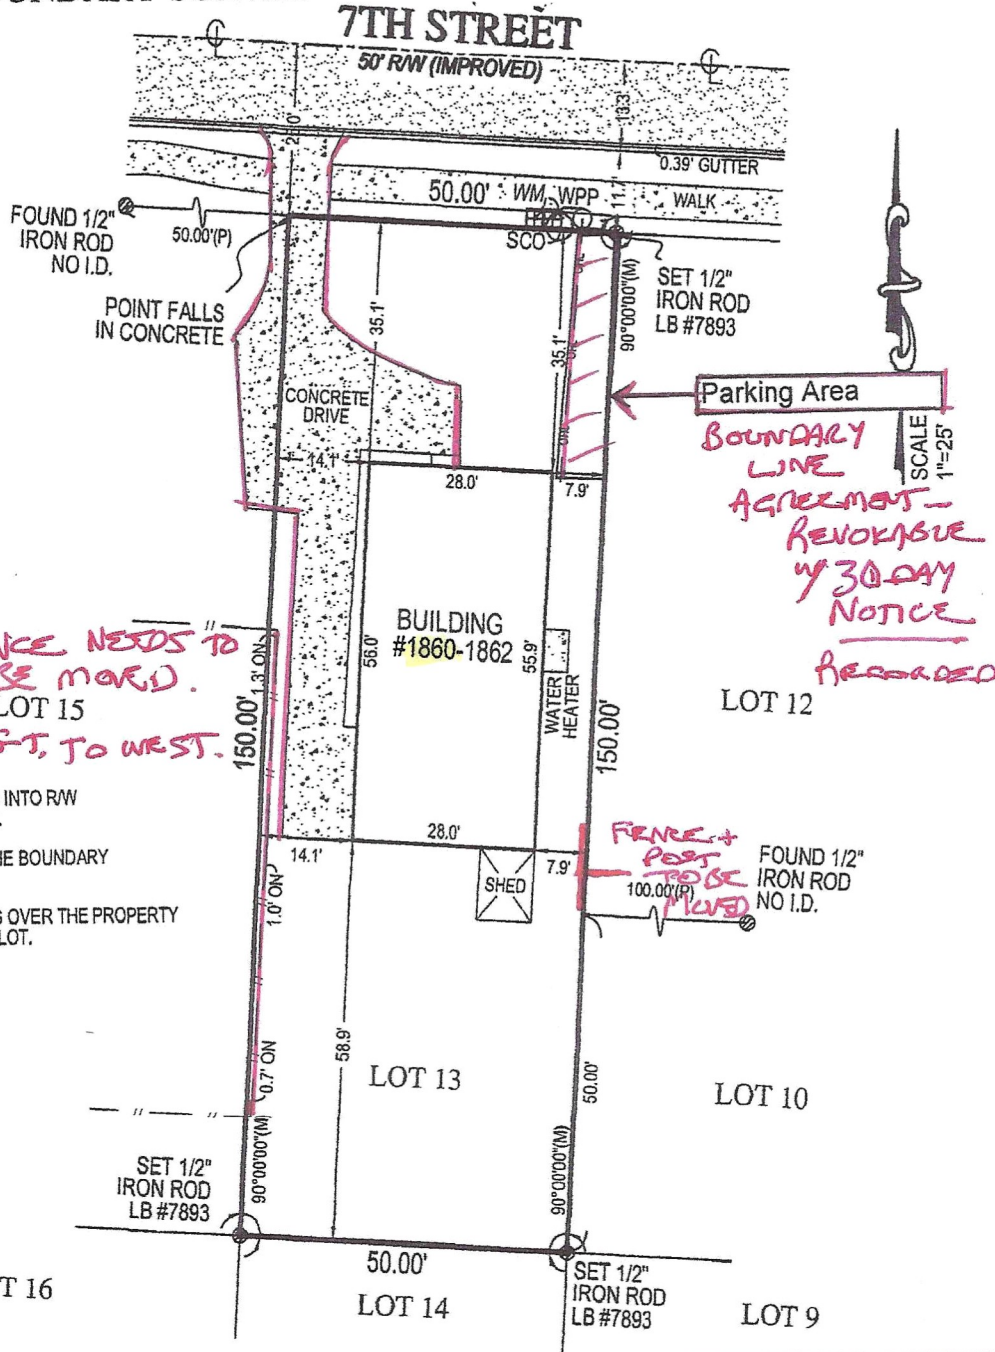 7TH STREET
50' R/W (IMPROVED)
13.3'
0.39' GUTTER
50.00'
WM
WPP
11.7'
WALK
FOUND 1/2"
IRON ROD
NO I.D.
50.00'(P)
SCO
POINT FALLS
IN CONCRETE
35.1'
35.1'
90°00'00"(M)
SET 1/2"
IRON ROD
LB #7893
CONCRETE
DRIVE
Parking Area
SCALE
1"=25'
BOUNDARY
LINE
AGREEMENT -
REVOKABLE
W/ 30 DAY
NOTICE
RECORDED
14.1'
28.0'
7.9'
BUILDING
#1860-1862
56.0'
55.9'
WATER
HEATER
NEEDS TO
BE MOVED.
LOT 15
TO WEST.
1.3' ON
150.00'
150.00'
LOT 12
INTO R/W
BOUNDARY
OVER THE PROPERTY
LOT.
14.1'
28.0'
7.9'
SHED
FENCE +
POST
TO BE
MOVED
100.00'(P)
FOUND 1/2"
IRON ROD
NO I.D.
1.0' ON
58.9'
0.7' ON
LOT 13
50.00'
LOT 10
SET 1/2"
IRON ROD
LB #7893
90°00'00"(M)
90°00'00"(M)
50.00'
SET 1/2"
IRON ROD
LB #7893
16
LOT 14
LOT 9